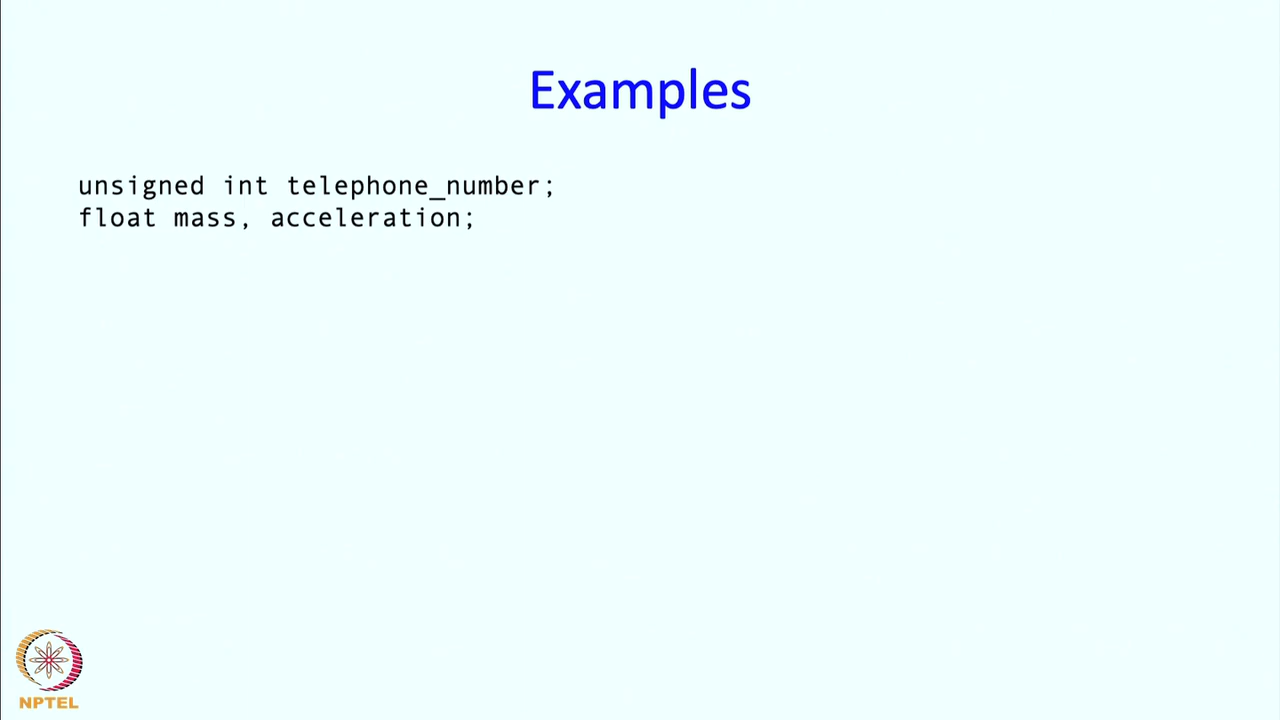 Examples
unsigned int telephone_number;
float mass, acceleration;
NPTEL